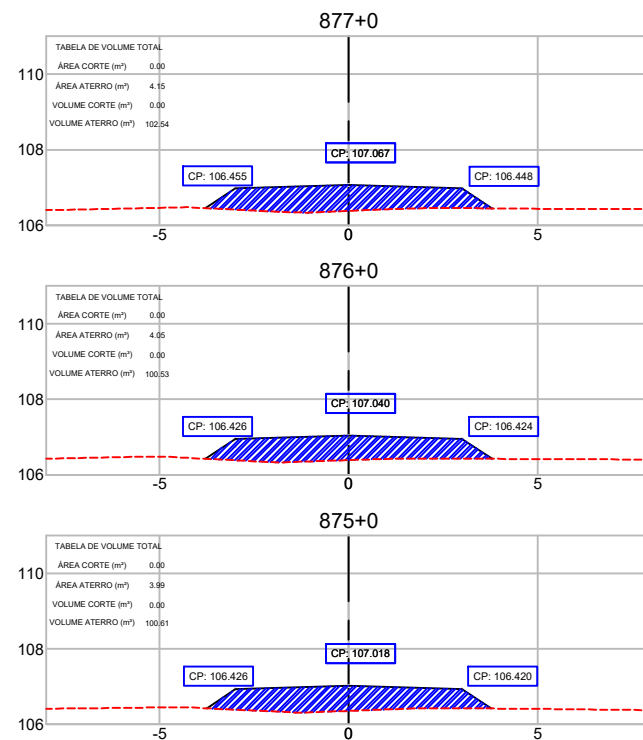 877+0
TABELA DE VOLUME TOTAL
ÁREA CORTE (m²) 0.00
ÁREA ATERRO (m²) 4.15
VOLUME CORTE (m³) 0.00
VOLUME ATERRO (m³) 102.54
110
108
106
CP: 107.067
CP: 106.455
CP: 106.448
-5 0 5
876+0
TABELA DE VOLUME TOTAL
ÁREA CORTE (m²) 0.00
ÁREA ATERRO (m²) 4.05
VOLUME CORTE (m³) 0.00
VOLUME ATERRO (m³) 100.53
110
108
106
CP: 107.040
CP: 106.426
CP: 106.424
-5 0 5
875+0
TABELA DE VOLUME TOTAL
ÁREA CORTE (m²) 0.00
ÁREA ATERRO (m²) 3.99
VOLUME CORTE (m³) 0.00
VOLUME ATERRO (m³) 100.61
110
108
106
CP: 107.018
CP: 106.426
CP: 106.420
-5 0 5